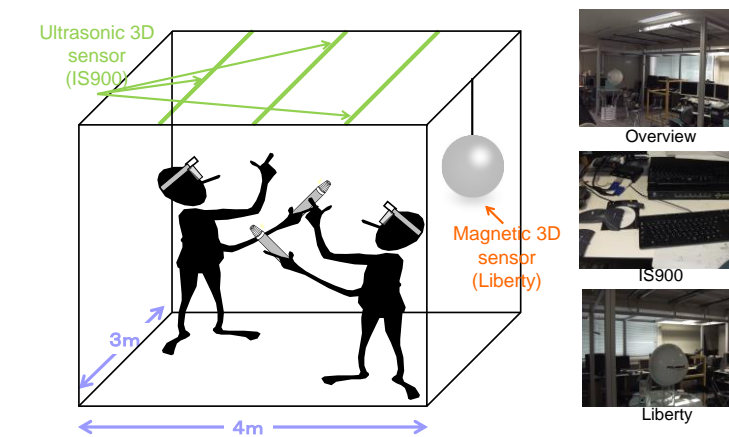 Ultrasonic 3D
sensor
(IS900)
Overview
Magnetic 3D
sensor
(Liberty)
IS900
3m
4m
Liberty